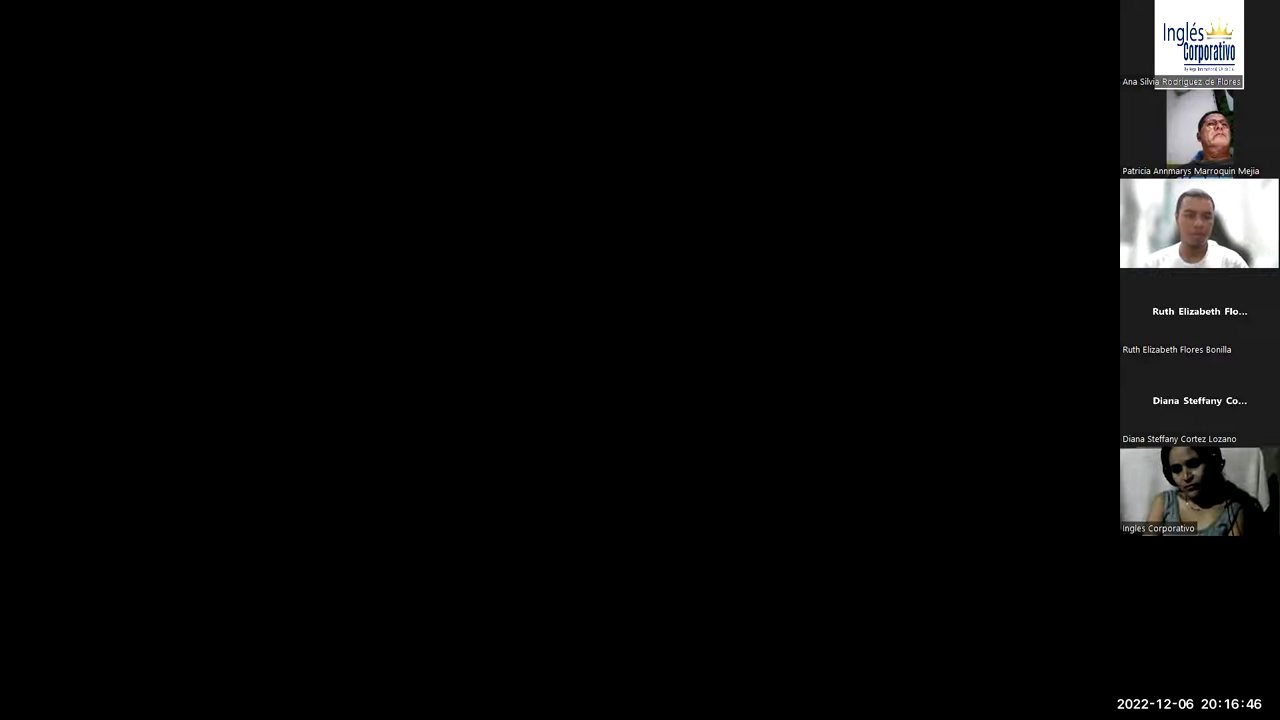 Inglés
Corporativo
Ana Silvia Rodriguez de Flores
Patricia Annmarys Marroquin Mejia
Ruth Elizabeth Flo...
Ruth Elizabeth Flores Bonilla
Diana Steffany Co...
Diana Steffany Cortez Lozano
Ingles Corporativo
2022-12-06 20:16:46